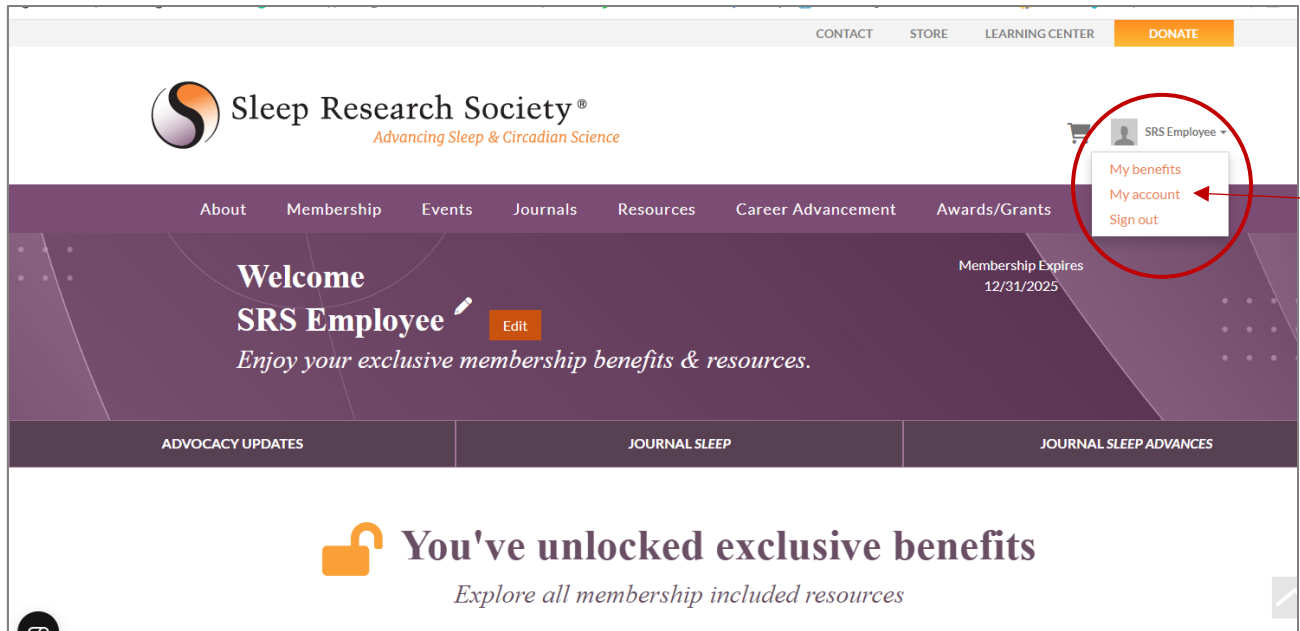 CONTACT STORE LEARNING CENTER DONATE
Sleep Research Society®
Advancing Sleep & Circadian Science
SRS Employee
My benefits
My account
Sign out
About Membership Events Journals Resources Career Advancement Awards/Grants
Welcome
SRS Employee
Edit
Enjoy your exclusive membership benefits & resources.
Membership Expires
12/31/2025
ADVOCACY UPDATES JOURNAL SLEEP JOURNAL SLEEP ADVANCES
You've unlocked exclusive benefits
Explore all membership included resources